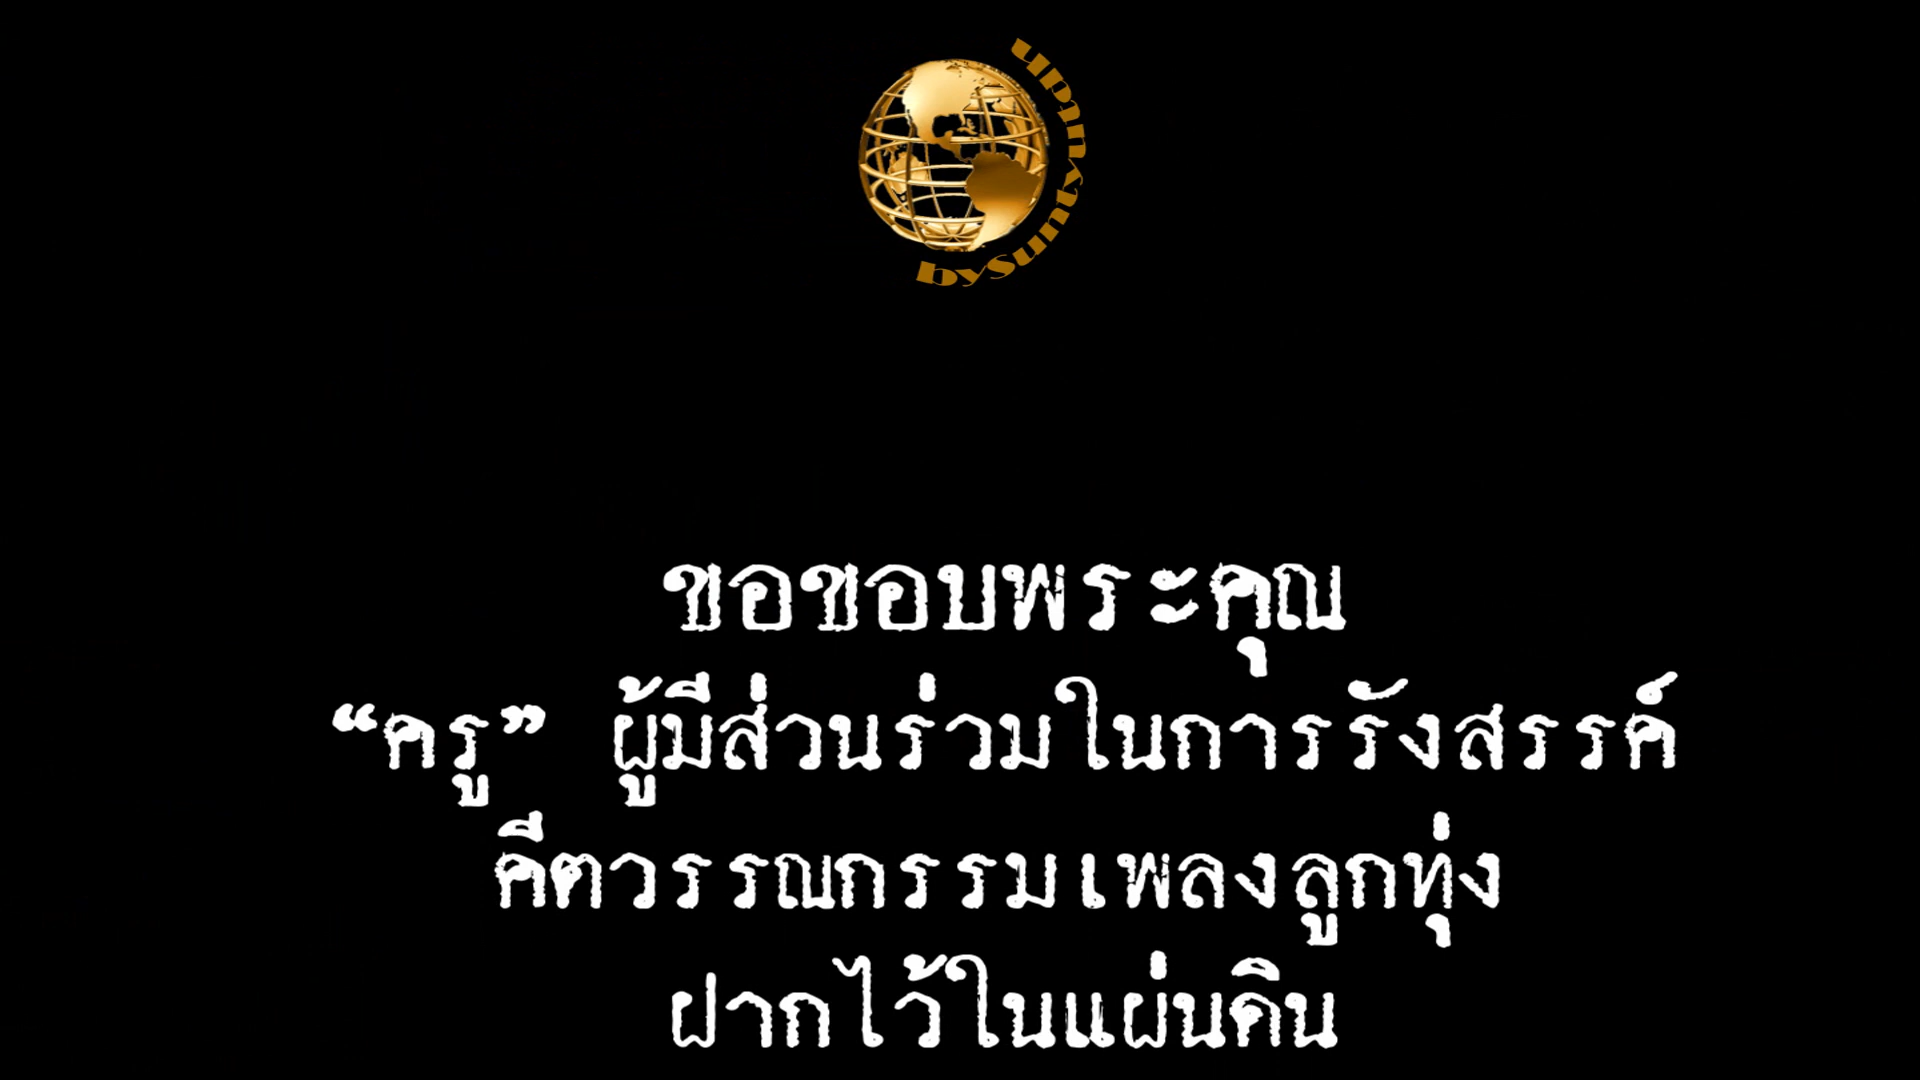 bySuntyundh
ขอขอบพระคุณ
“ครู” ผู้มีส่วนร่วมในการรังสรรค์
คีตวรรณกรรมเพลงลูกทุ่ง
ฝากไว้ในแผ่นดิน